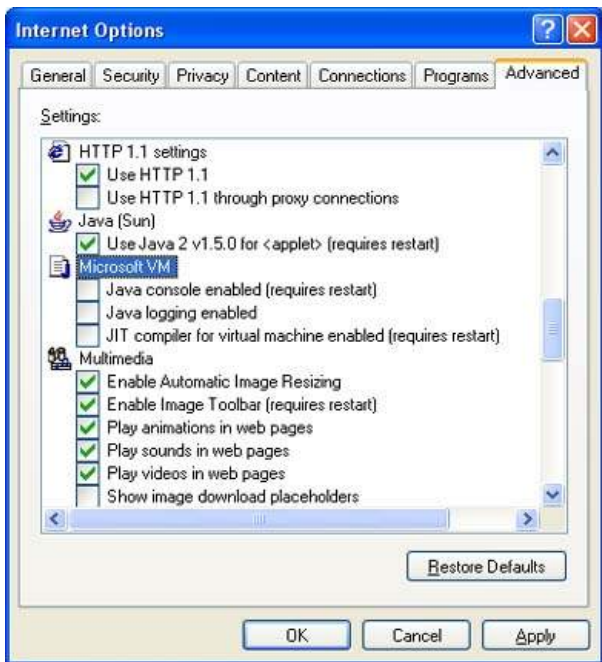 Internet Options
General Security Privacy Content Connections Programs Advanced
Settings:
HTTP 1.1 settings
Use HTTP 1.1
Use HTTP 1.1 through proxy connections
Java (Sun)
Use Java 2 v1.5.0 for <applet> (requires restart)
Microsoft VM
Java console enabled (requires restart)
Java logging enabled
JIT compiler for virtual machine enabled (requires restart)
Multimedia
Enable Automatic Image Resizing
Enable Image Toolbar (requires restart)
Play animations in web pages
Play sounds in web pages
Play videos in web pages
Show image download placeholders
Restore Defaults
OK Cancel Apply